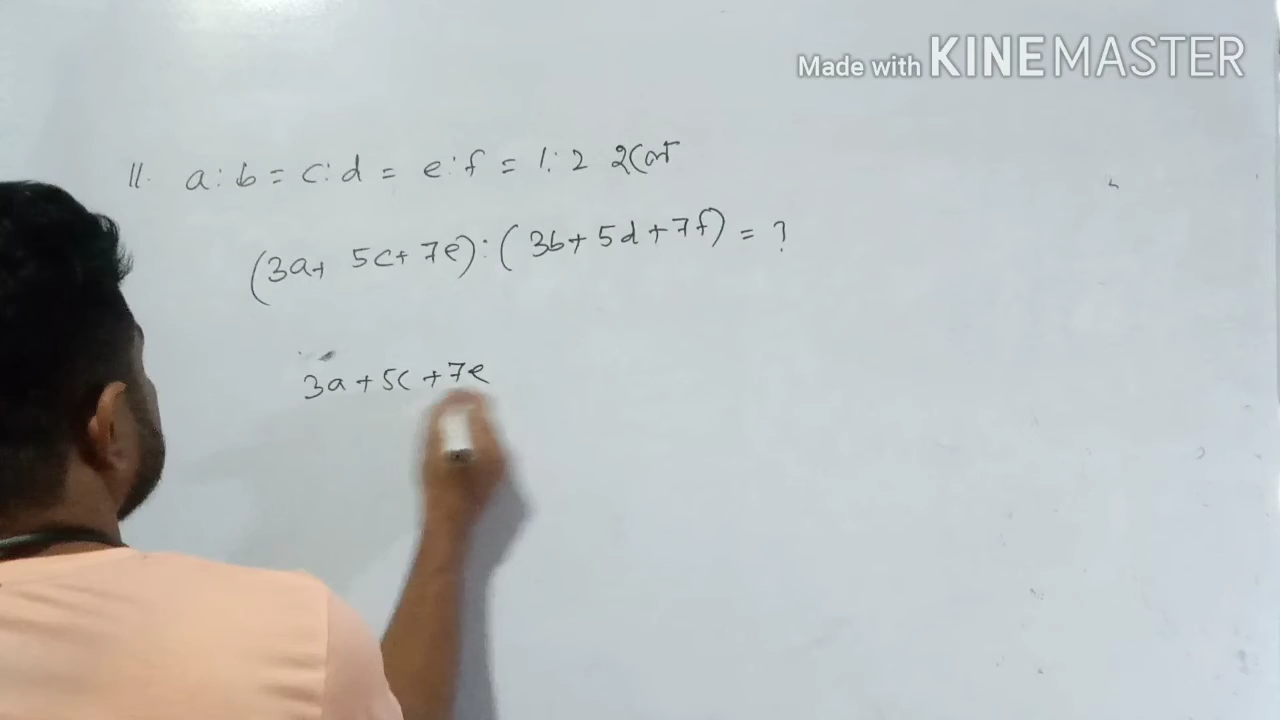 Made with KINEMASTER
11. a:b = c:d = e:f = 1:2
(3a+ 5c+ 7e):(3b+ 5d+7f) = ?
3a+5c+7e